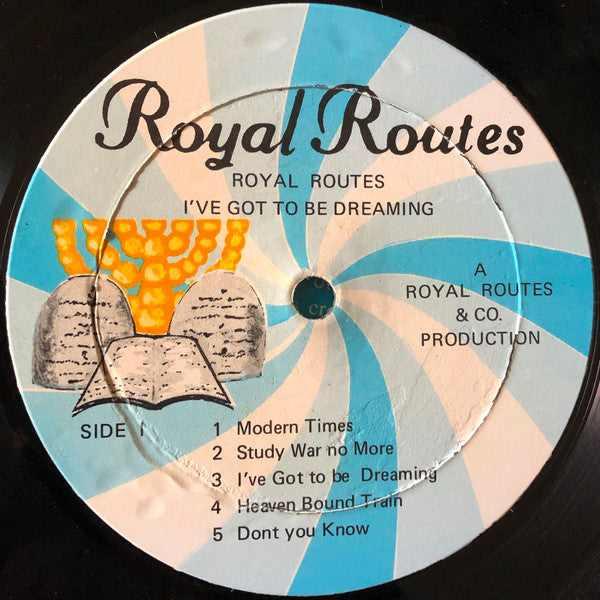 Royal Routes
ROYAL ROUTES
I'VE GOT TO BE DREAMING
A
ROYAL ROUTES
& CO.
PRODUCTION
SIDE I
1 Modern Times
2 Study War no More
3 I've Got to be Dreaming
4 Heaven Bound Train
5 Dont you Know